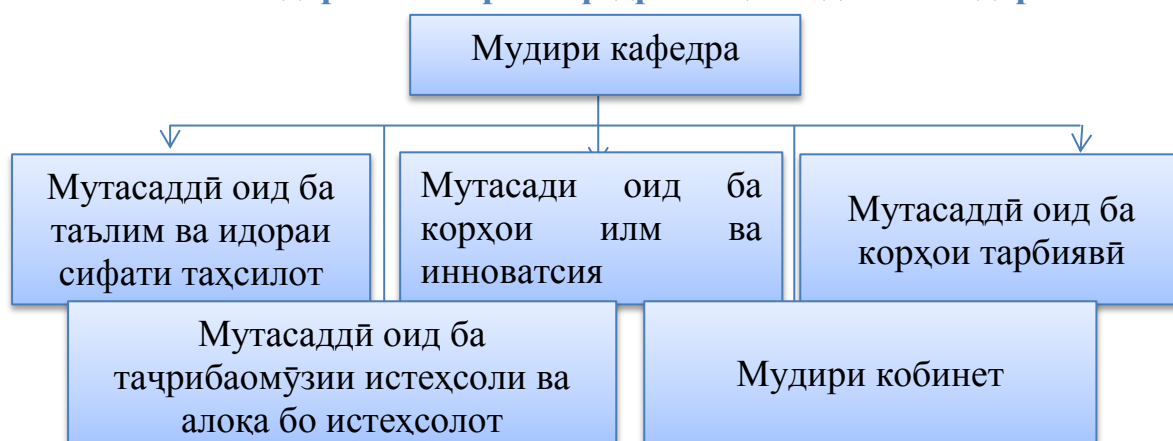 Мудири кафедра
Мутасаддӣ оид ба
таълим ва идораи
сифати таҳсилот
Мутасади оид ба
корҳои илм ва
инноватсия
Мутасаддӣ оид ба
корҳои тарбиявӣ
Мутасаддӣ оид ба
таҷрибаомӯзии истеҳсоли ва
алоқа бо истеҳсолот
Мудири кобинет